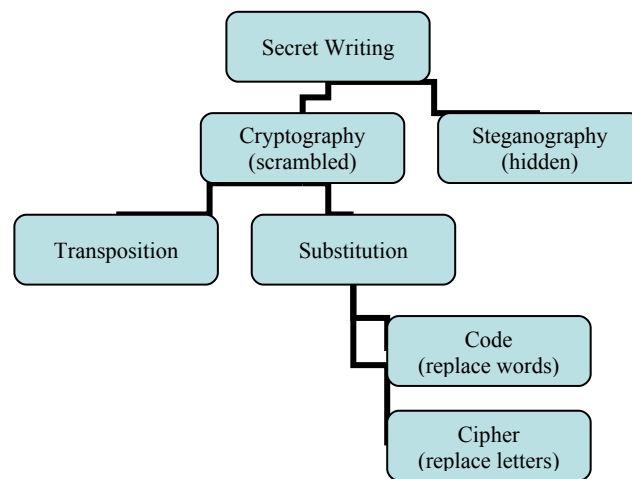 Secret Writing
Cryptography
(scrambled)
Steganography
(hidden)
Transposition
Substitution
Code
(replace words)
Cipher
(replace letters)